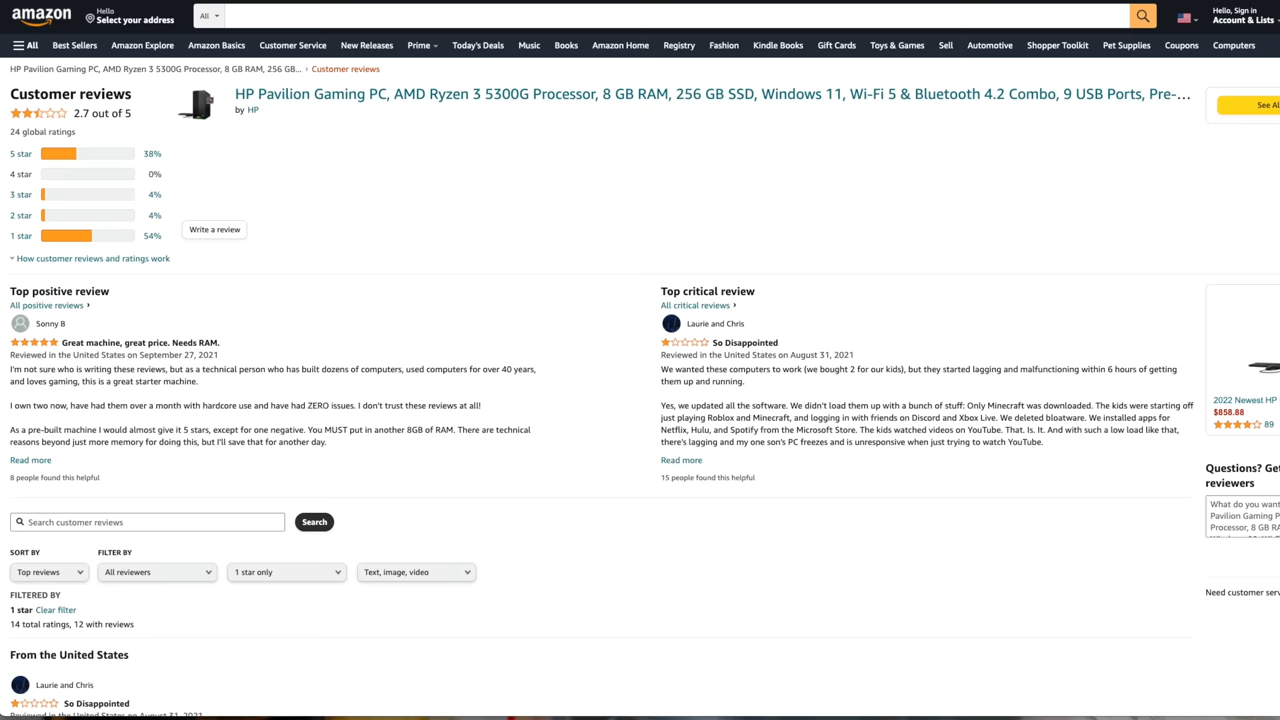 amazon
Hello
Select your address
All
Hello, Sign in
Account & Lists
All
Best Sellers
Amazon Explore
Amazon Basics
Customer Service
New Releases
Prime
Today's Deals
Music
Books
Amazon Home
Registry
Fashion
Kindle Books
Gift Cards
Toys & Games
Sell
Automotive
Shopper Toolkit
Pet Supplies
Coupons
Computers
HP Pavilion Gaming PC, AMD Ryzen 3 5300G Processor, 8 GB RAM, 256 GB... › Customer reviews
Customer reviews
2.7 out of 5
24 global ratings
5 star 38%
4 star 0%
3 star 4%
2 star 4%
1 star 54%
How customer reviews and ratings work
HP Pavilion Gaming PC, AMD Ryzen 3 5300G Processor, 8 GB RAM, 256 GB SSD, Windows 11, Wi-Fi 5 & Bluetooth 4.2 Combo, 9 USB Ports, Pre-...
by HP
Write a review
See Al
Top positive review
All positive reviews ›
Sonny B
Great machine, great price. Needs RAM.
Reviewed in the United States on September 27, 2021
I'm not sure who is writing these reviews, but as a technical person who has built dozens of computers, used computers for over 40 years,
and loves gaming, this is a great starter machine.
I own two now, have had them over a month with hardcore use and have had ZERO issues. I don't trust these reviews at all!
As a pre-built machine I would almost give it 5 stars, except for one negative. You MUST put in another 8GB of RAM. There are technical
reasons beyond just more memory for doing this, but I'll save that for another day.
Read more
8 people found this helpful
Top critical review
All critical reviews ›
Laurie and Chris
So Disappointed
Reviewed in the United States on August 31, 2021
We wanted these computers to work (we bought 2 for our kids), but they started lagging and malfunctioning within 6 hours of getting
them up and running.
Yes, we updated all the software. We didn't load them up with a bunch of stuff: Only Minecraft was downloaded. The kids were starting off
just playing Roblox and Minecraft, and logging in with friends on Discord and Xbox Live. We deleted bloatware. We installed apps for
Netflix, Hulu, and Spotify from the Microsoft Store. The kids watched videos on YouTube. That. Is. It. And with such a low load like that,
there's lagging and my one son's PC freezes and is unresponsive when just trying to watch YouTube.
Read more
15 people found this helpful
2022 Newest HP
$858.88
89
Questions? Get
reviewers
What do you want
Pavilion Gaming P
Processor, 8 GB RA
Need customer serv
Search customer reviews
Search
SORT BY
FILTER BY
Top reviews
All reviewers
1 star only
Text, image, video
FILTERED BY
1 star Clear filter
14 total ratings, 12 with reviews
From the United States
Laurie and Chris
So Disappointed
Reviewed in the United States on August 31, 2021